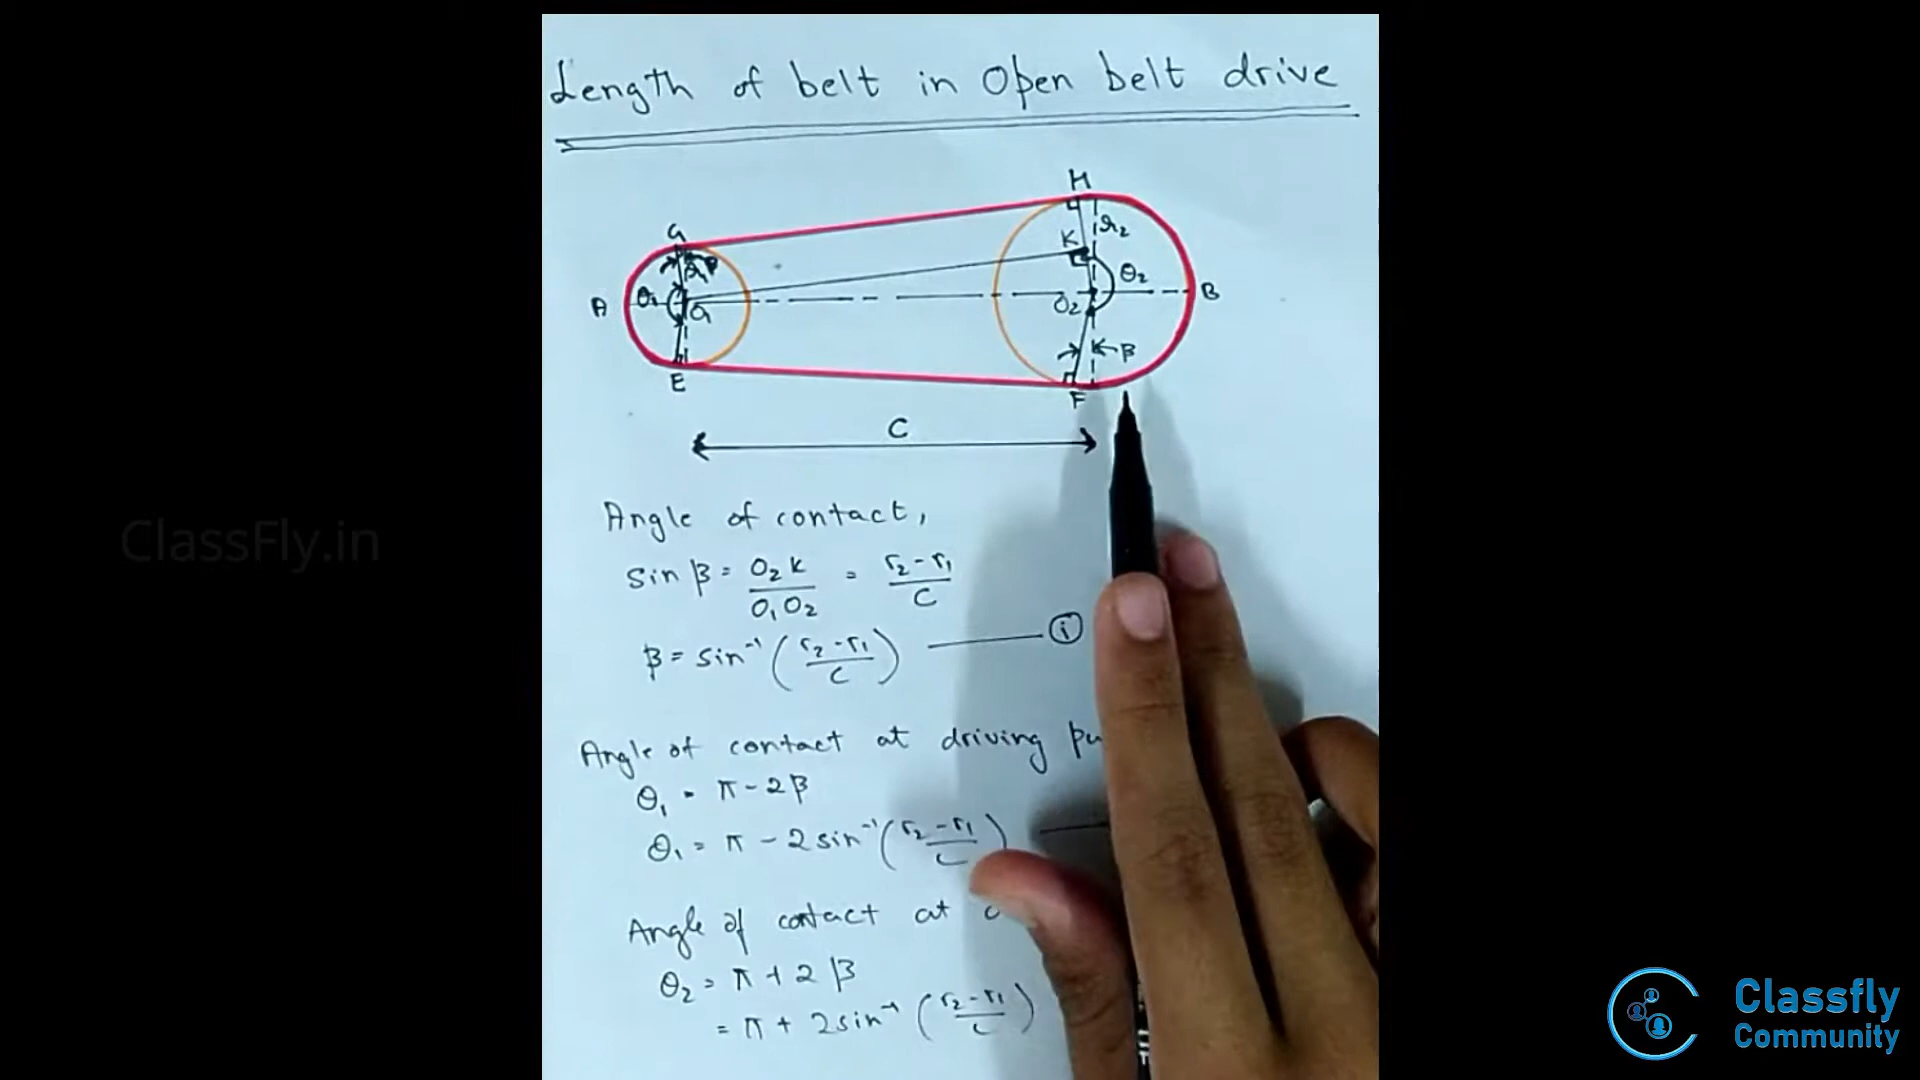 Length of belt in Open belt drive
H
G
r2
K
θ2
A
θ1
O1
O2
B
β
E
F
C
Angle of contact,
Sin β = O2K / O1O2 = r2 - r1 / C
β = sin⁻¹ (r2 - r1 / C) ——— (i)
Angle of contact at driving
θ1 = π - 2β
θ1 = π - 2 sin⁻¹ (r2 - r1 / C)
Angle of contact at
θ2 = π + 2β
= π + 2 sin⁻¹ (r2 - r1 / C)
ClassFly.in
Classfly
Community